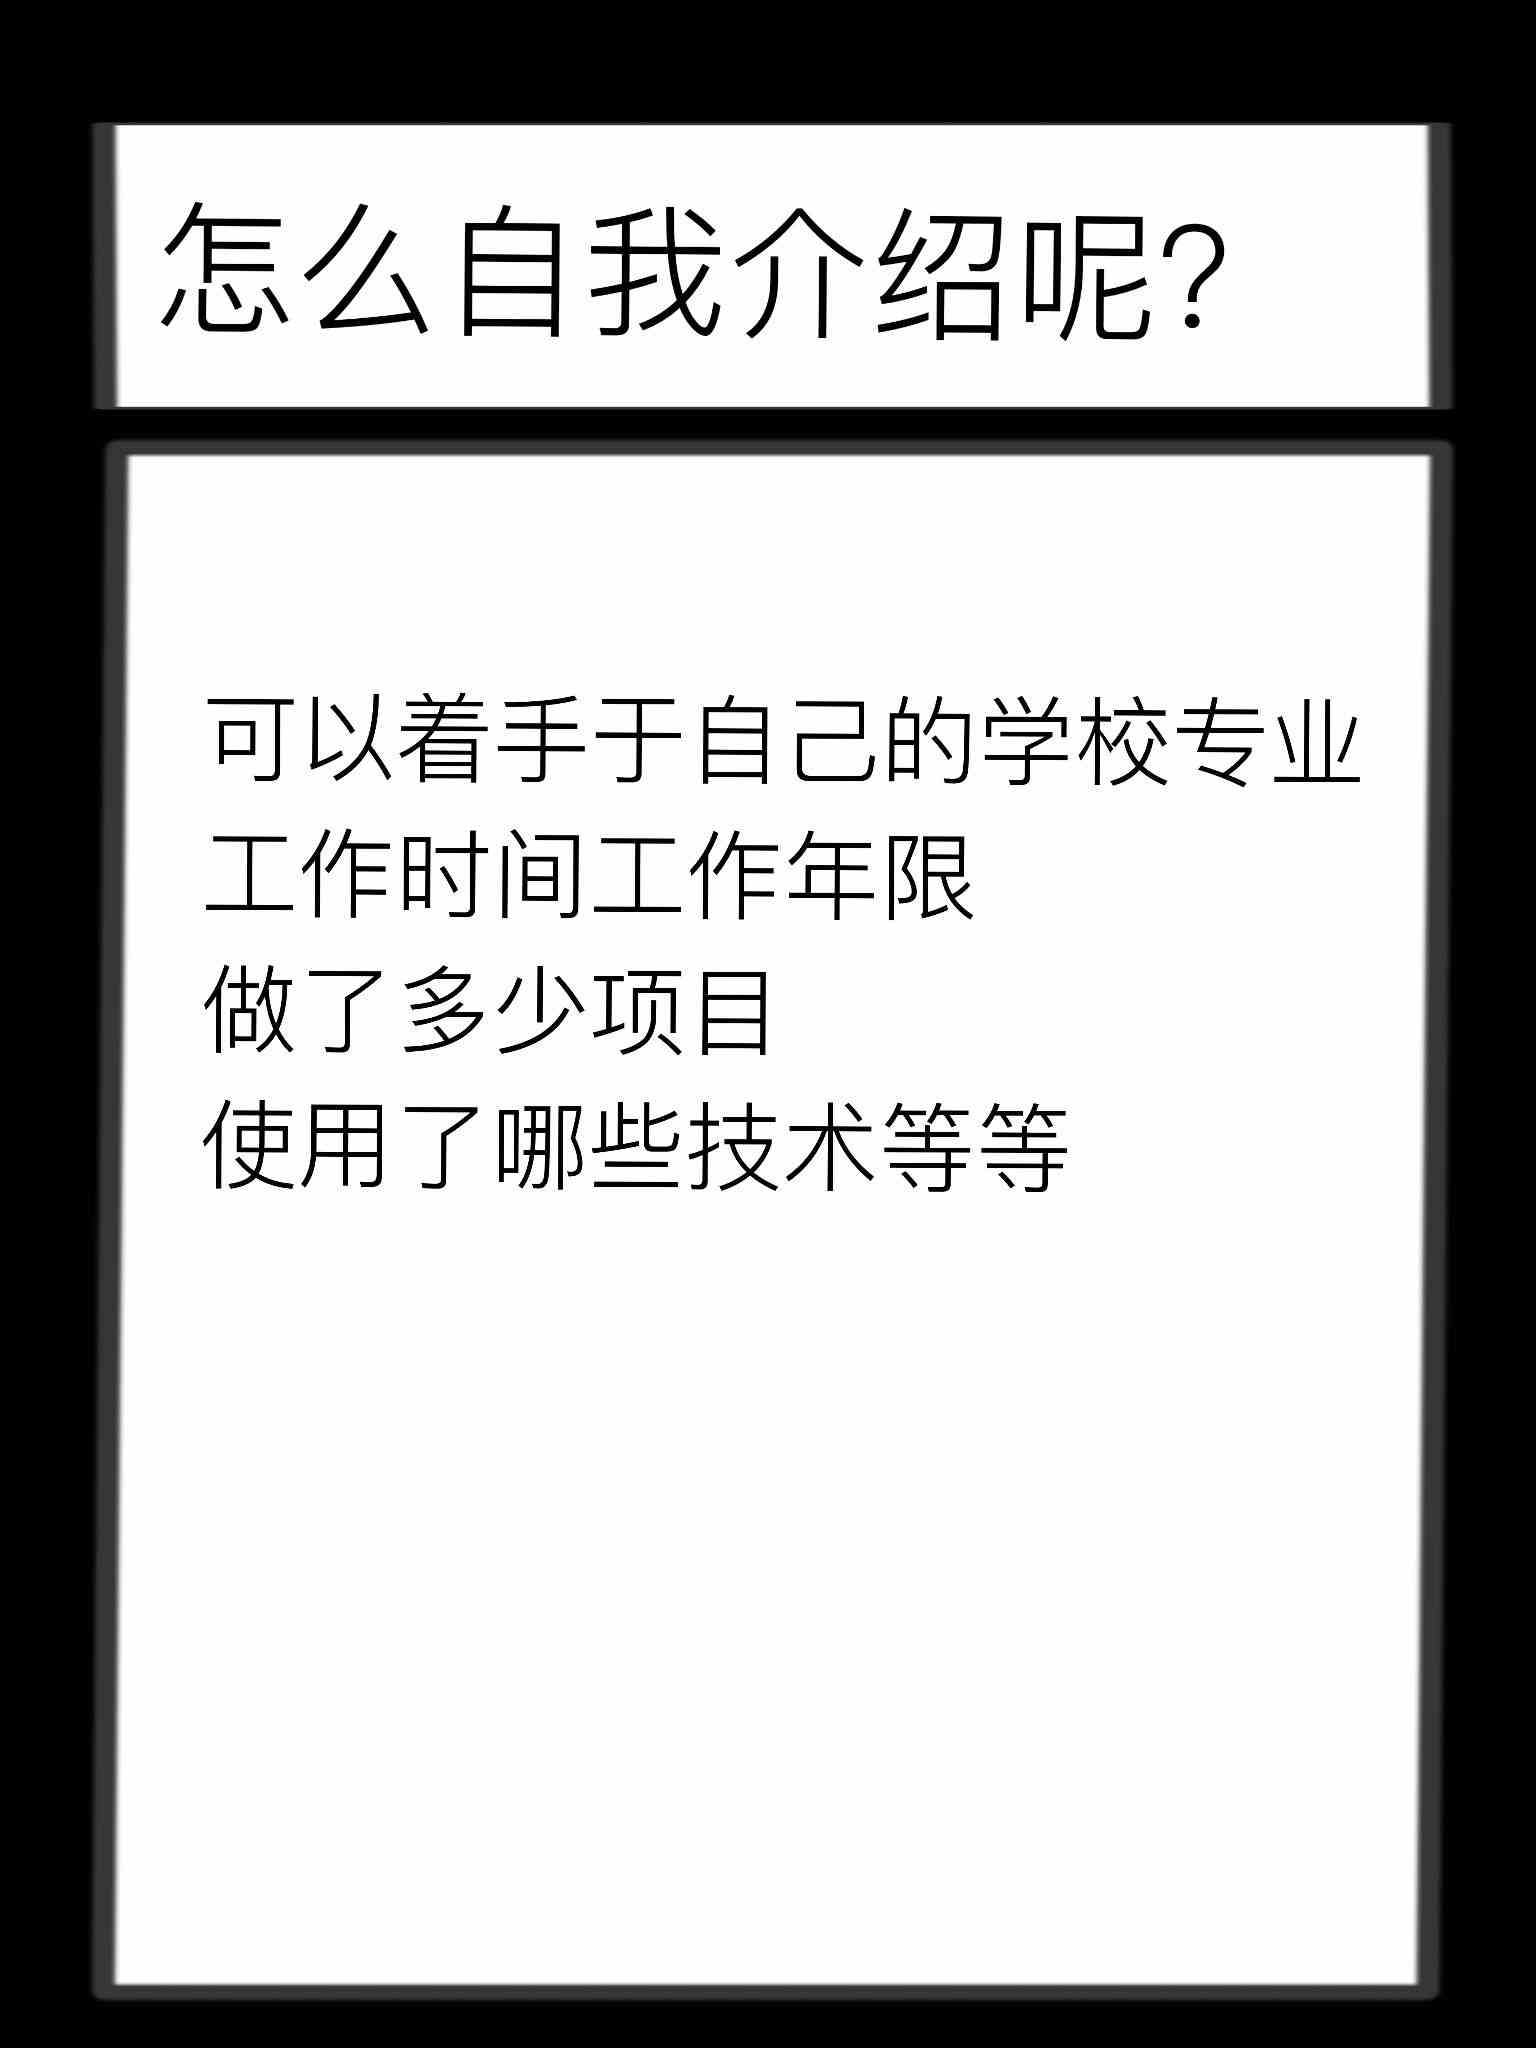 怎么自我介绍呢?
可以着手于自己的学校专业
工作时间工作年限
做了多少项目
使用了哪些技术等等